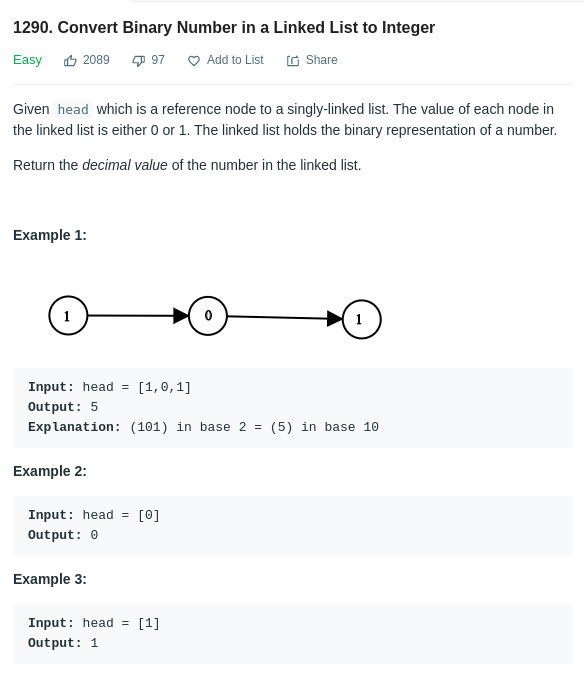 1290. Convert Binary Number in a Linked List to Integer
Easy 2089 97 Add to List Share
Given head which is a reference node to a singly-linked list. The value of each node in
the linked list is either 0 or 1. The linked list holds the binary representation of a number.
Return the decimal value of the number in the linked list.
Example 1:
1 0 1
Input: head = [1,0,1]
Output: 5
Explanation: (101) in base 2 = (5) in base 10
Example 2:
Input: head = [0]
Output: 0
Example 3:
Input: head = [1]
Output: 1